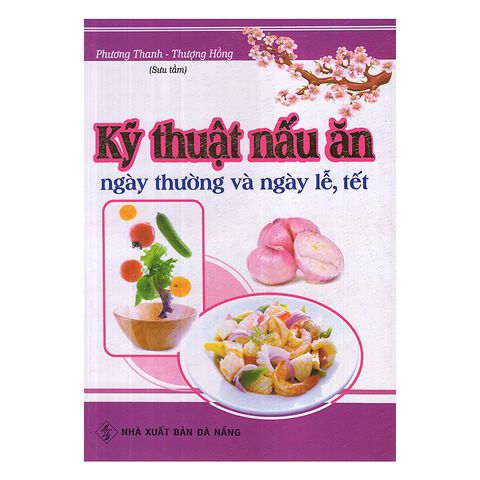 Phương Thanh - Thượng Hồng
(Sưu tầm)
Kỹ thuật nấu ăn
ngày thường và ngày lễ, tết
NHÀ XUẤT BẢN ĐÀ NẴNG